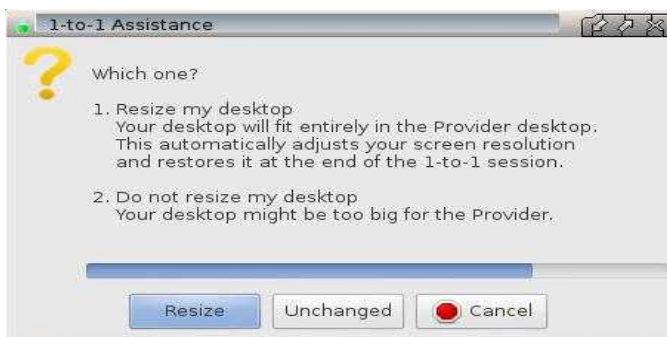 1-to-1 Assistance
Which one?
1. Resize my desktop
Your desktop will fit entirely in the Provider desktop.
This automatically adjusts your screen resolution
and restores it at the end of the 1-to-1 session.
2. Do not resize my desktop
Your desktop might be too big for the Provider.
Resize Unchanged Cancel